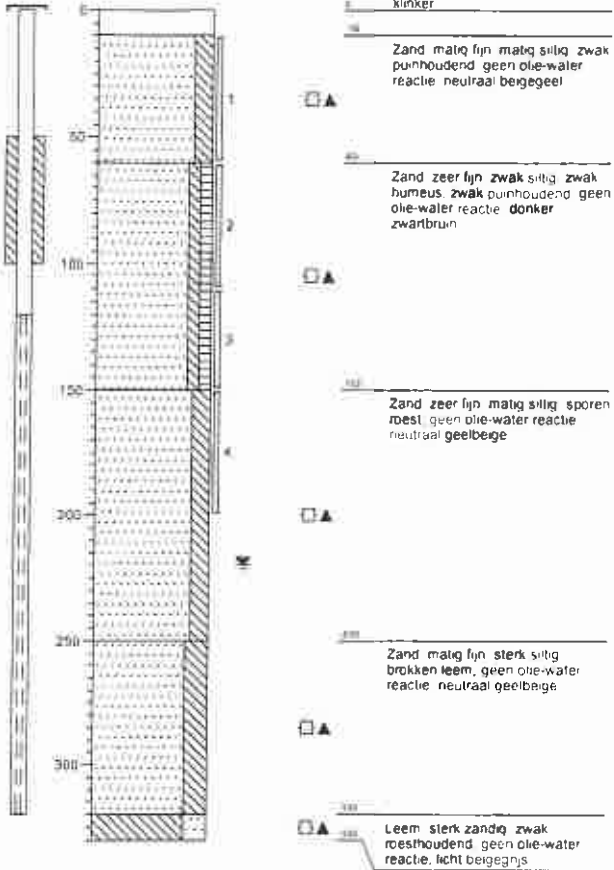 0
klinker
Zand matig fijn matig siltig zwak
puinhoudend geen olie-water
reactie neutraal beigegeel
1
50
Zand zeer fijn zwak siltig zwak
humeus zwak puinhoudend geen
olie-water reactie donker
zwartbruin
2
100
3
150
Zand zeer fijn matig siltig sporen
roest geen olie-water reactie
neutraal geelbeige
4
200
250
Zand matig fijn sterk siltig
brokken leem, geen olie-water
reactie neutraal geelbeige
300
Leem sterk zandig zwak
roesthoudend geen olie-water
reactie, licht beigegrijs